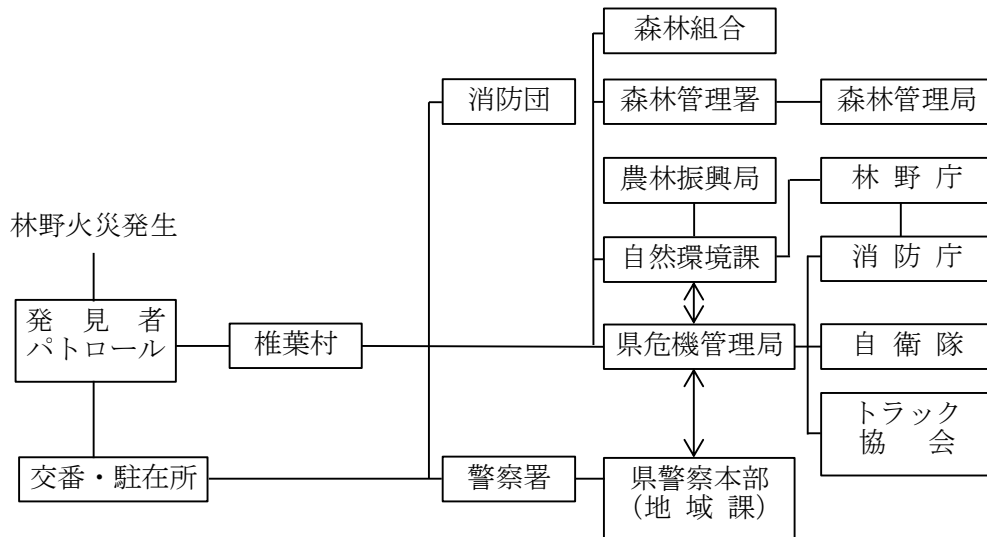 森林組合
消防団
森林管理署
森林管理局
農林振興局
林野庁
林野火災発生
自然環境課
消防庁
発見者
パトロール
椎葉村
県危機管理局
自衛隊
トラック
協会
交番・駐在所
警察署
県警察本部
（地域課）